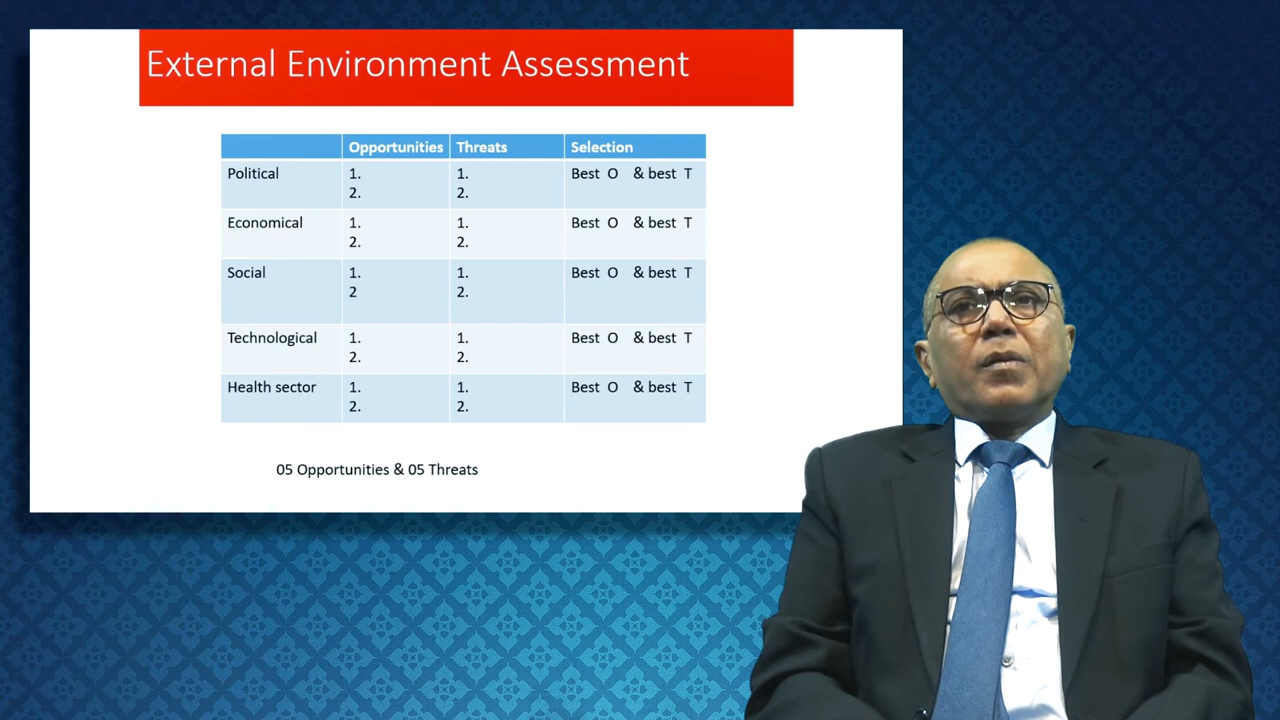 External Environment Assessment
Opportunities Threats Selection
Political 1. 1. Best O & best T
2. 2.
Economical 1. 1. Best O & best T
2. 2.
Social 1. 1. Best O & best T
2 2.
Technological 1. 1. Best O & best T
2. 2.
Health sector 1. 1. Best O & best T
2. 2.
05 Opportunities & 05 Threats